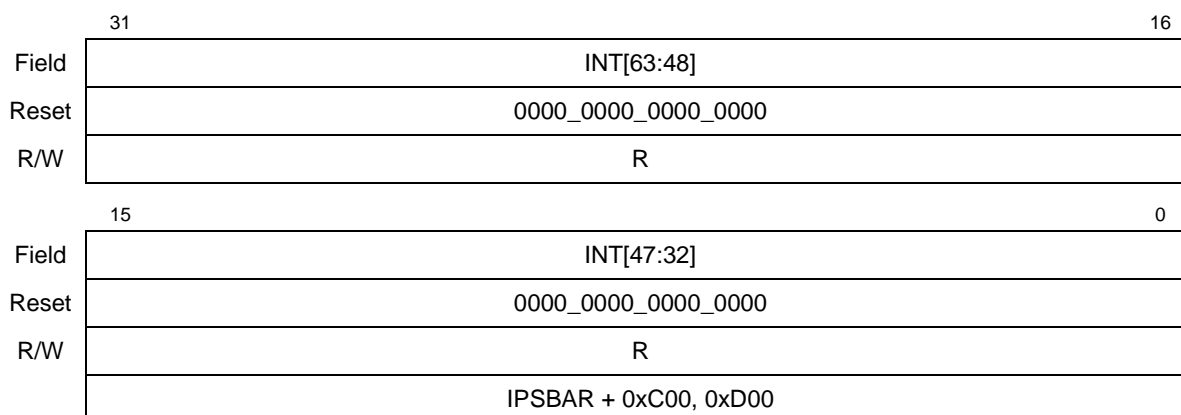 31 16
Field INT[63:48]
Reset 0000_0000_0000_0000
R/W R
15 0
Field INT[47:32]
Reset 0000_0000_0000_0000
R/W R
IPSBAR + 0xC00, 0xD00